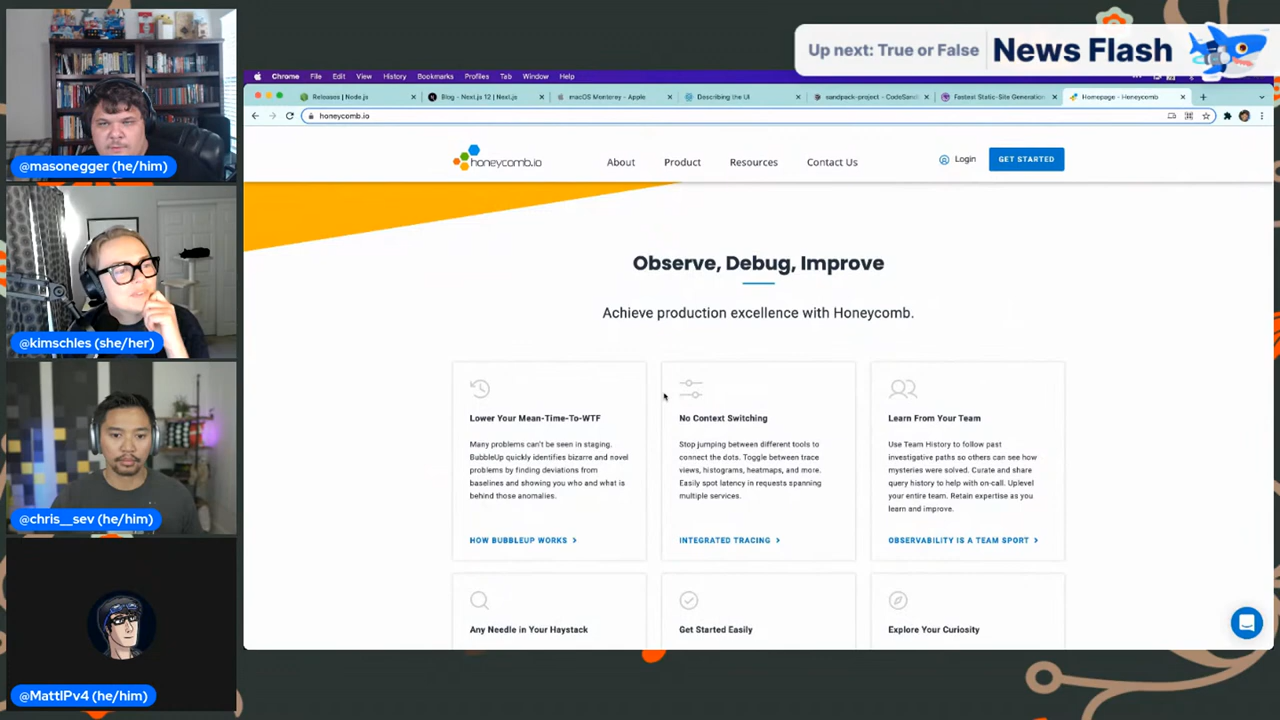 Up next: True or False
News Flash
@masonegger (he/him)
@kimschles (she/her)
@chris__sev (he/him)
@MattIPv4 (he/him)
Chrome File Edit View History Bookmarks Profiles Tab Window Help
Releases | Node.js
Blog - Next.js 12 | Next.js
macOS Monterey - Apple
Describing the UI
sandpack-project - CodeSand
Fastest Static-Site Generation
Homepage - Honeycomb
honeycomb.io
honeycomb.io
About
Product
Resources
Contact Us
Login
GET STARTED
Observe, Debug, Improve
Achieve production excellence with Honeycomb.
Lower Your Mean-Time-To-WTF
Many problems can't be seen in staging.
BubbleUp quickly identifies bizarre and novel
problems by finding deviations from
baselines and showing you who and what is
behind those anomalies.
HOW BUBBLEUP WORKS >
No Context Switching
Stop jumping between different tools to
connect the dots. Toggle between trace
views, histograms, heatmaps, and more.
Easily spot latency in requests spanning
multiple services.
INTEGRATED TRACING >
Learn From Your Team
Use Team History to follow past
investigative paths so others can see how
mysteries were solved. Curate and share
query history to help with on-call. Uplevel
your entire team. Retain expertise as you
learn and improve.
OBSERVABILITY IS A TEAM SPORT >
Any Needle in Your Haystack
Get Started Easily
Explore Your Curiosity